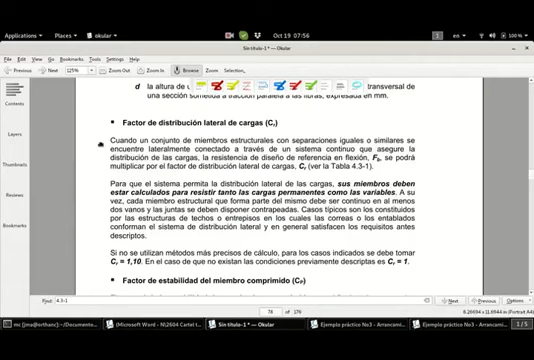 Applications Places okular Oct 19 07:56 en 100 %
Sin título-1 * — Okular
File Edit View Go Bookmarks Tools Settings Help
Previous Next 125% Zoom Out Zoom In Browse Zoom Selection
Contents
Layers
Thumbnails
Bookmarks
d la altura de transversal de
una sección sometida a tracción paralela a las fibras, expresada en mm.
Factor de distribución lateral de cargas (Cr)
Cuando un conjunto de miembros estructurales con separaciones iguales o similares se
encuentre lateralmente conectado a través de un sistema continuo que asegure la
distribución de las cargas, la resistencia de diseño de referencia en flexión, Fb, se podrá
multiplicar por el factor de distribución lateral de cargas, Cr (ver la Tabla 4.3-1).
Para que el sistema permita la distribución lateral de las cargas, sus miembros deben
estar calculados para resistir tanto las cargas permanentes como las variables. A su
vez, cada miembro estructural que forma parte del mismo debe ser continuo en al menos
dos vanos y las juntas se deben disponer contrapeadas. Casos típicos son los constituidos
por las estructuras de techos o entrepisos en los cuales las correas o los entablados
conforman el sistema de distribución lateral y en general satisfacen los requisitos antes
descriptos.
Si no se utilizan métodos más precisos de cálculo, para los casos indicados se debe tomar
Cr = 1,10. En el caso de que no existan las condiciones previamente descriptas es Cr = 1.
Factor de estabilidad del miembro comprimido (CP)
Find: 4.3-1 Next Previous Options
78 of 176
mc [jma@orthanc]:~/Documento... (Microsoft Word - N\2604 Cartel t... Sin título-1 * — Okular [Ejemplo práctico No3 – Arrancami... [Ejemplo práctico No3 – Arrancami... 1 / 5